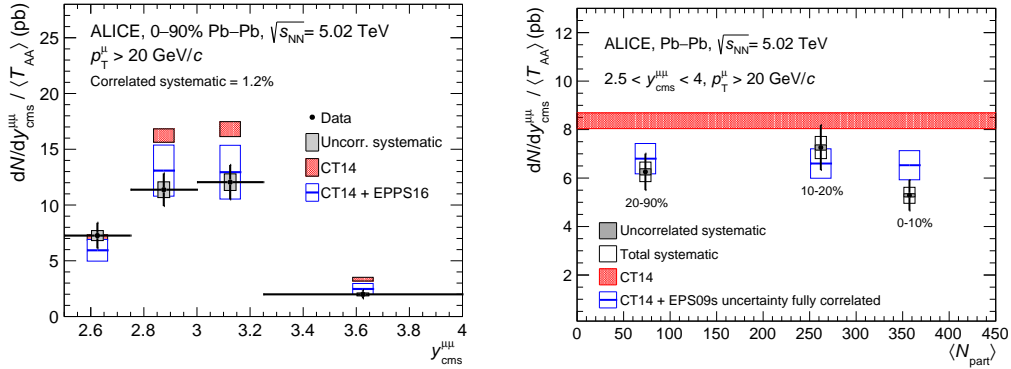 ALICE, 0–90% Pb–Pb, √sNN = 5.02 TeV
pTμ > 20 GeV/c
Correlated systematic = 1.2%
Data
Uncorr. systematic
CT14
CT14 + EPPS16
dN/dyμμcms / ⟨TAA⟩ (pb)
25
20
15
10
5
0
2.6 2.8 3 3.2 3.4 3.6 3.8 4
yμμcms
ALICE, Pb–Pb, √sNN = 5.02 TeV
2.5 < yμμcms < 4, pTμ > 20 GeV/c
20-90%
10-20%
0-10%
Uncorrelated systematic
Total systematic
CT14
CT14 + EPS09s uncertainty fully correlated
dN/dyμμcms / ⟨TAA⟩ (pb)
12
10
8
6
4
2
0 50 100 150 200 250 300 350 400 450
⟨Npart⟩